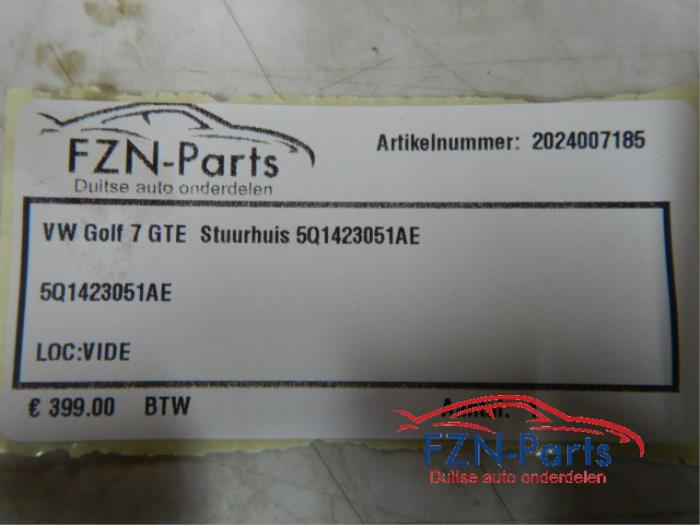 FZN-Parts
Duitse auto onderdelen
Artikelnummer: 2024007185
VW Golf 7 GTE Stuurhuis 5Q1423051AE
5Q1423051AE
LOC:VIDE
€ 399.00 BTW
FZN-Parts
Duitse auto onderdelen